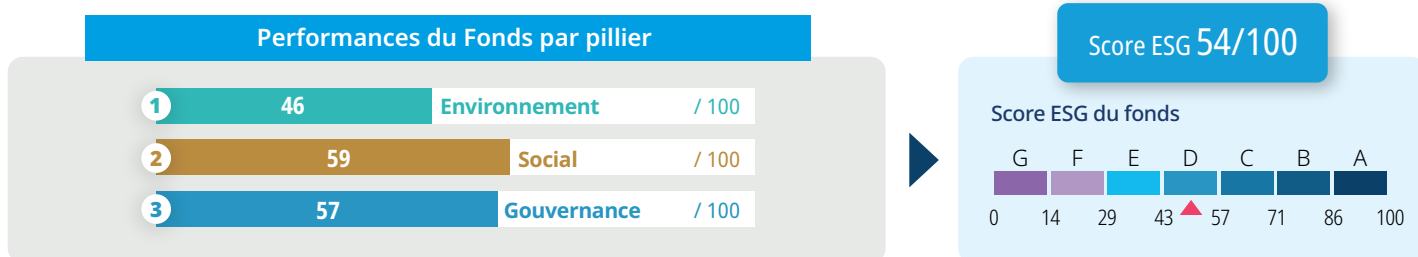 Performances du Fonds par pillier
1 46 Environnement / 100
2 59 Social / 100
3 57 Gouvernance / 100
Score ESG 54/100
Score ESG du fonds
G F E D C B A
0 14 29 43 57 71 86 100